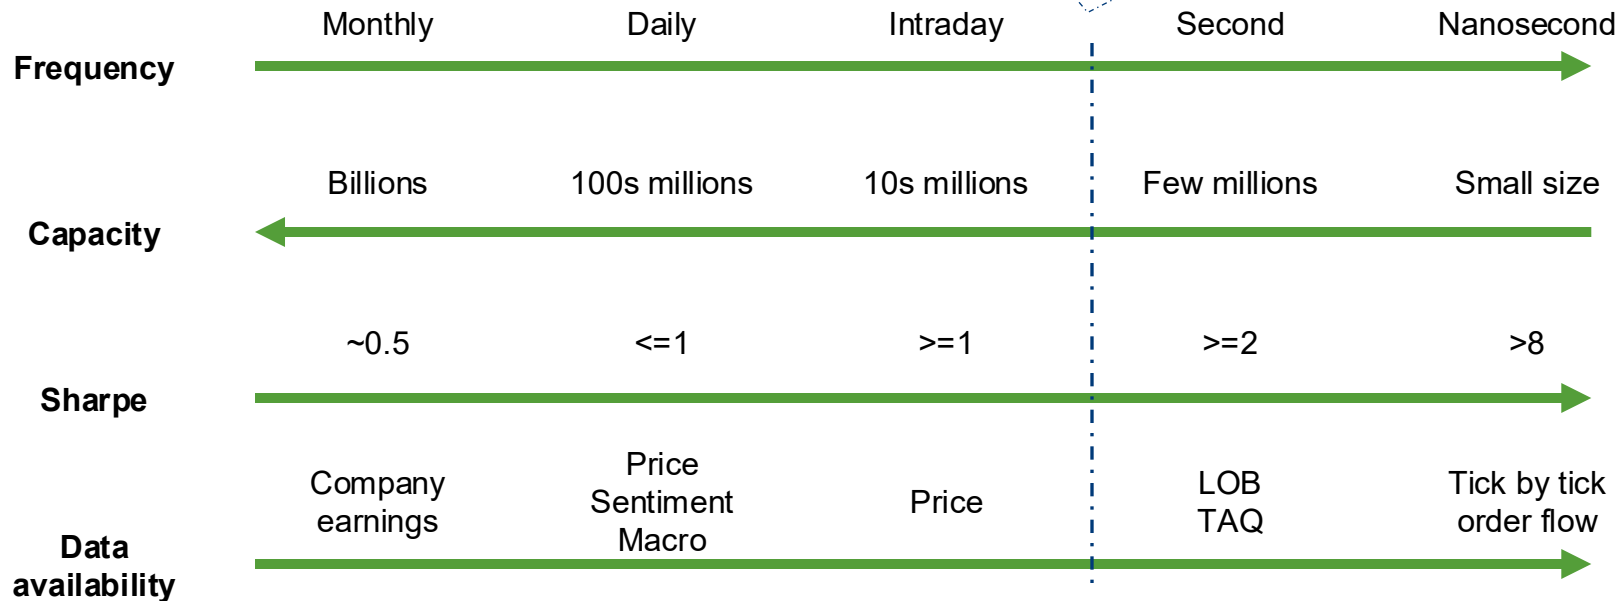 Monthly Daily Intraday Second Nanosecond
Frequency
Billions 100s millions 10s millions Few millions Small size
Capacity
~0.5 <=1 >=1 >=2 >8
Sharpe
Company
earnings
Price
Sentiment
Macro
Price
LOB
TAQ
Tick by tick
order flow
Data
availability